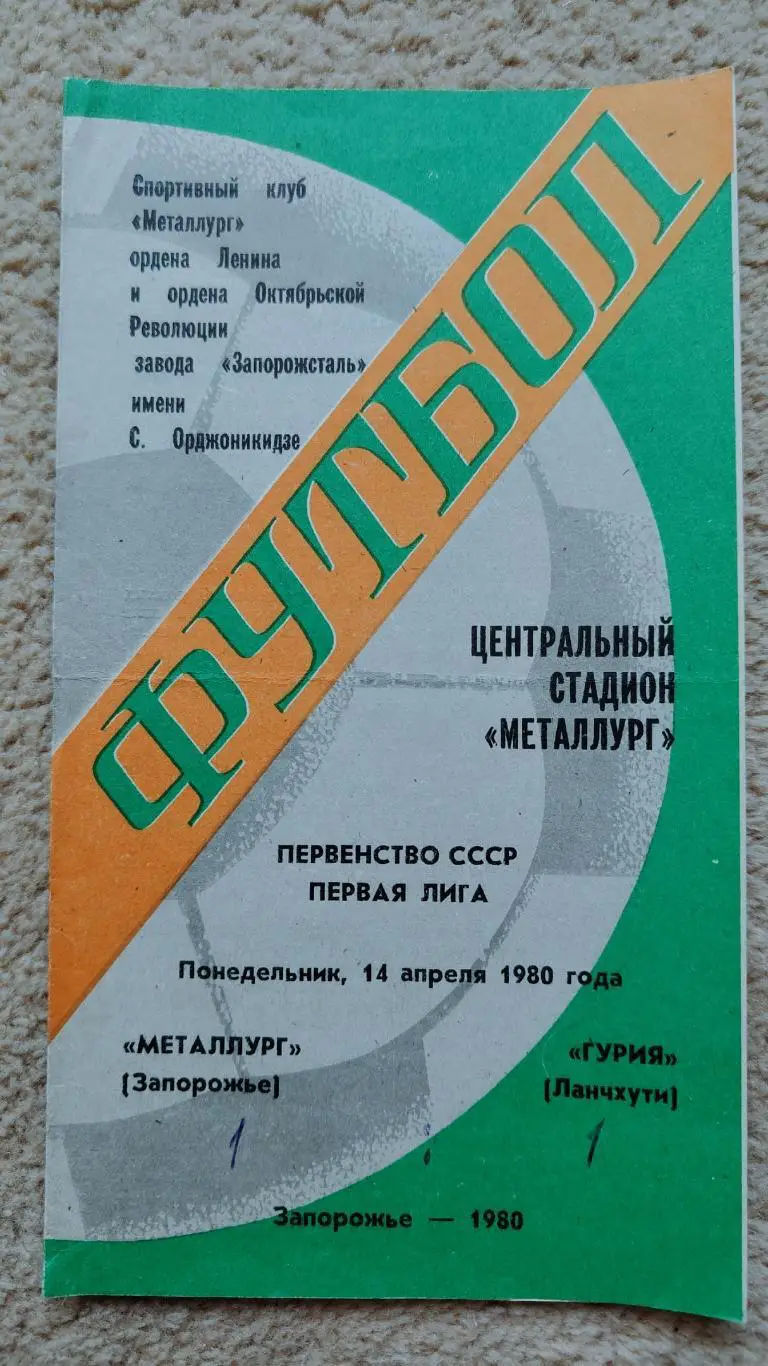 Спортивный клуб
«Металлург»
ордена Ленина
и ордена Октябрьской
Революции
завода «Запорожсталь»
имени
С. Орджоникидзе
ФУТБОЛ
ЦЕНТРАЛЬНЫЙ
СТАДИОН
«МЕТАЛЛУРГ»
ПЕРВЕНСТВО СССР
ПЕРВАЯ ЛИГА
Понедельник, 14 апреля 1980 года
«МЕТАЛЛУРГ»
(Запорожье)
«ГУРИЯ»
(Ланчхути)
1 : 1
Запорожье — 1980